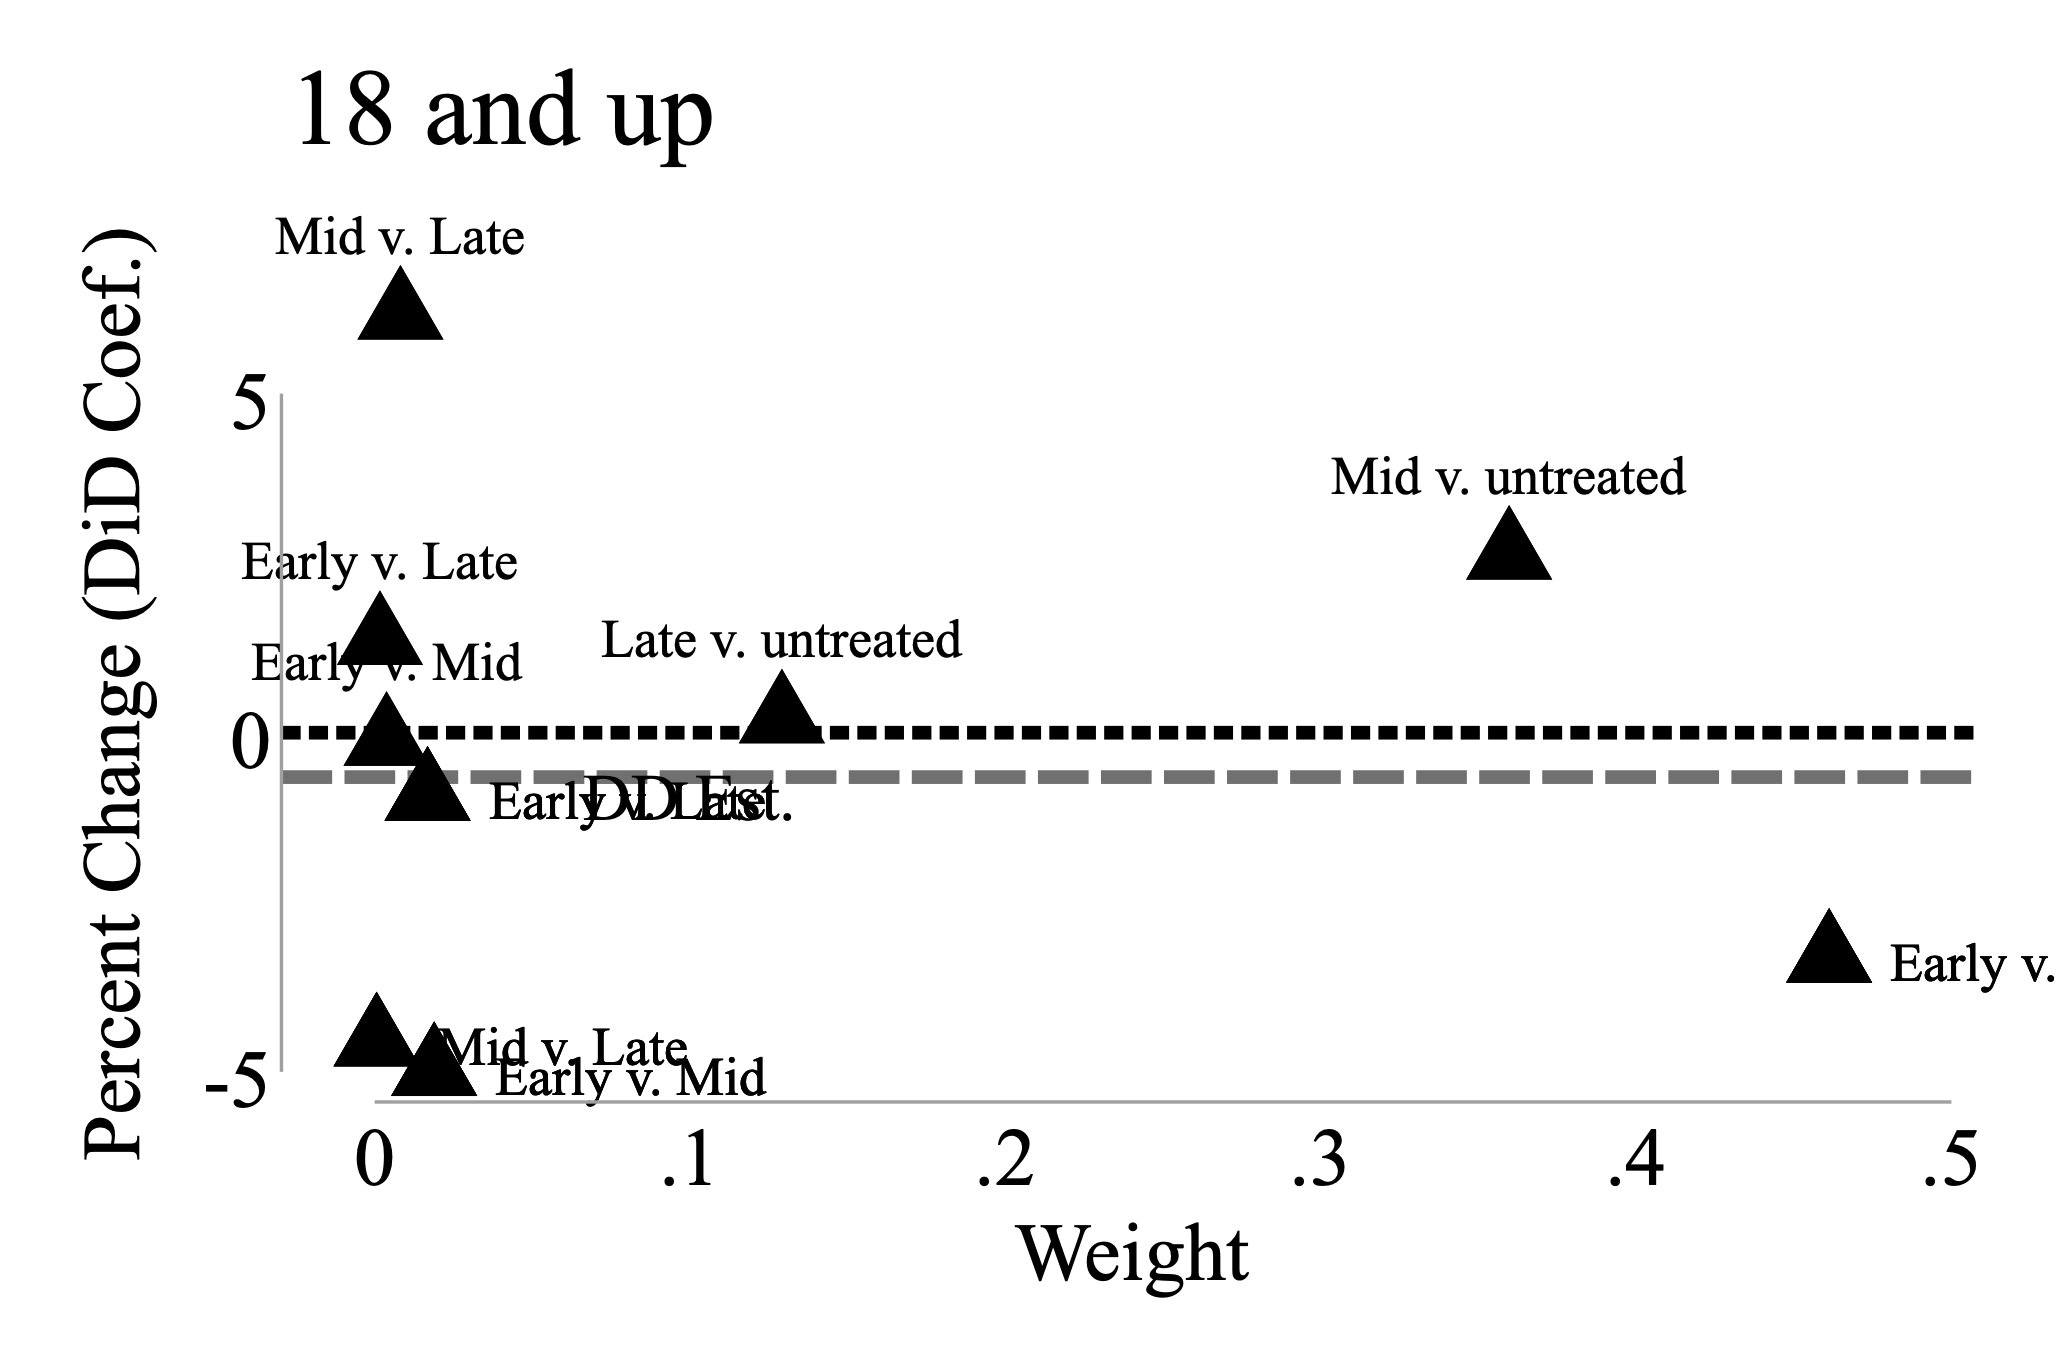 18 and up
Mid v. Late
5
Mid v. untreated
Early v. Late
Late v. untreated
Early v. Mid
0
Early v. Late
DD Est.
Early v.
Mid v. Late
Early v. Mid
-5
0 .1 .2 .3 .4 .5
Weight
Percent Change (DiD Coef.)